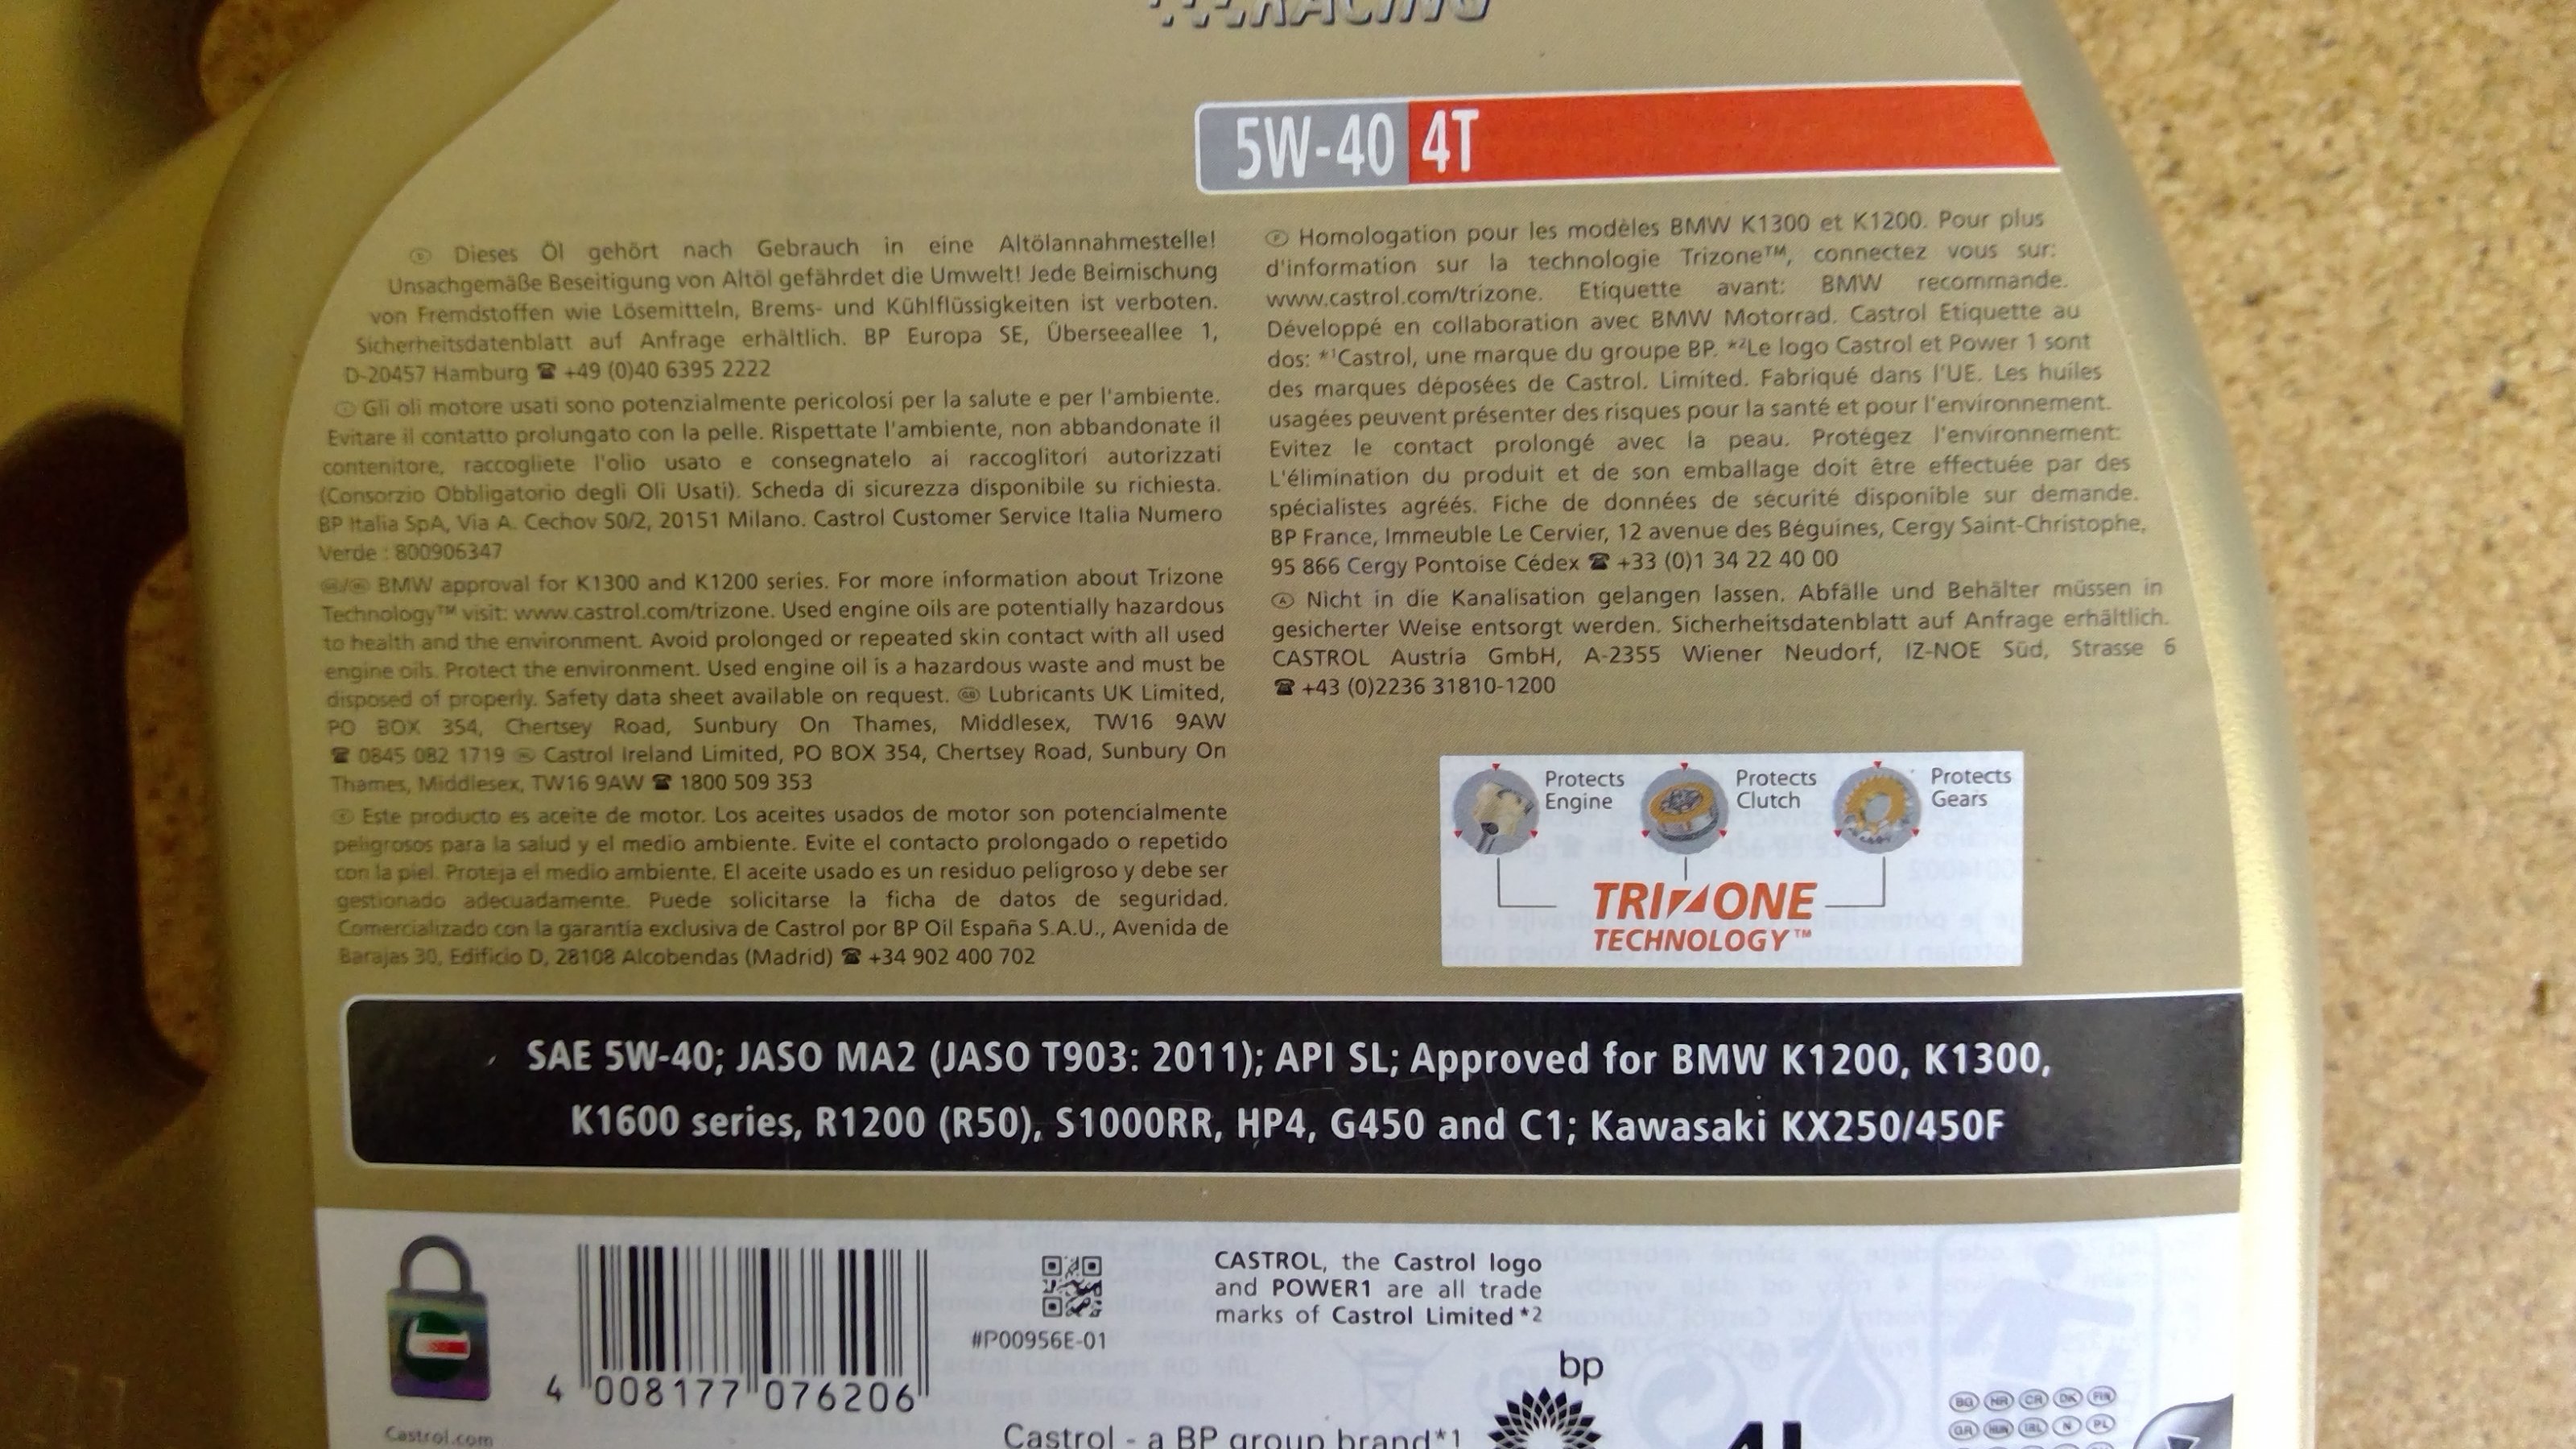 RACING
5W-40 4T
Dieses Öl gehört nach Gebrauch in eine Altölannahmestelle!
Unsachgemäße Beseitigung von Altöl gefährdet die Umwelt! Jede Beimischung
von Fremdstoffen wie Lösemitteln, Brems- und Kühlflüssigkeiten ist verboten.
Sicherheitsdatenblatt auf Anfrage erhältlich. BP Europa SE, Überseeallee 1,
D-20457 Hamburg ☎ +49 (0)40 6395 2222
Gli oli motore usati sono potenzialmente pericolosi per la salute e per l'ambiente.
Evitare il contatto prolungato con la pelle. Rispettate l'ambiente, non abbandonate il
contenitore, raccogliete l'olio usato e consegnatelo ai raccoglitori autorizzati
(Consorzio Obbligatorio degli Oli Usati). Scheda di sicurezza disponibile su richiesta.
BP Italia SpA, Via A. Cechov 50/2, 20151 Milano. Castrol Customer Service Italia Numero
Verde : 800906347
BMW approval for K1300 and K1200 series. For more information about Trizone
Technology™ visit: www.castrol.com/trizone. Used engine oils are potentially hazardous
to health and the environment. Avoid prolonged or repeated skin contact with all used
engine oils. Protect the environment. Used engine oil is a hazardous waste and must be
disposed of properly. Safety data sheet available on request. GB Lubricants UK Limited,
PO BOX 354, Chertsey Road, Sunbury On Thames, Middlesex, TW16 9AW
☎ 0845 082 1719 Castrol Ireland Limited, PO BOX 354, Chertsey Road, Sunbury On
Thames, Middlesex, TW16 9AW ☎ 1800 509 353
Este producto es aceite de motor. Los aceites usados de motor son potencialmente
peligrosos para la salud y el medio ambiente. Evite el contacto prolongado o repetido
con la piel. Proteja el medio ambiente. El aceite usado es un residuo peligroso y debe ser
gestionado adecuadamente. Puede solicitarse la ficha de datos de seguridad.
Comercializado con la garantía exclusiva de Castrol por BP Oil España S.A.U., Avenida de
Barajas 30, Edificio D, 28108 Alcobendas (Madrid) ☎ +34 902 400 702
F Homologation pour les modèles BMW K1300 et K1200. Pour plus
d'information sur la technologie Trizone™, connectez vous sur:
www.castrol.com/trizone. Etiquette avant: BMW recommande.
Développé en collaboration avec BMW Motorrad. Castrol Etiquette au
dos: *¹Castrol, une marque du groupe BP. *²Le logo Castrol et Power 1 sont
des marques déposées de Castrol. Limited. Fabriqué dans l'UE. Les huiles
usagées peuvent présenter des risques pour la santé et pour l'environnement.
Evitez le contact prolongé avec la peau. Protégez l'environnement:
L'élimination du produit et de son emballage doit être effectuée par des
spécialistes agréés. Fiche de données de sécurité disponible sur demande.
BP France, Immeuble Le Cervier, 12 avenue des Béguines, Cergy Saint-Christophe,
95 866 Cergy Pontoise Cédex ☎ +33 (0)1 34 22 40 00
A Nicht in die Kanalisation gelangen lassen. Abfälle und Behälter müssen in
gesicherter Weise entsorgt werden. Sicherheitsdatenblatt auf Anfrage erhältlich.
CASTROL Austria GmbH, A-2355 Wiener Neudorf, IZ-NOE Süd, Strasse 6
☎ +43 (0)2236 31810-1200
Protects Engine
Protects Clutch
Protects Gears
TRIZONE
TECHNOLOGY™
SAE 5W-40; JASO MA2 (JASO T903: 2011); API SL; Approved for BMW K1200, K1300,
K1600 series, R1200 (R50), S1000RR, HP4, G450 and C1; Kawasaki KX250/450F
4 008177 076206
#P00956E-01
CASTROL, the Castrol logo
and POWER1 are all trade
marks of Castrol Limited *2
bp
Castrol.com
Castrol - a BP group brand*1
4L
BG HR CR DK FIN
GR HUN IRL N PL